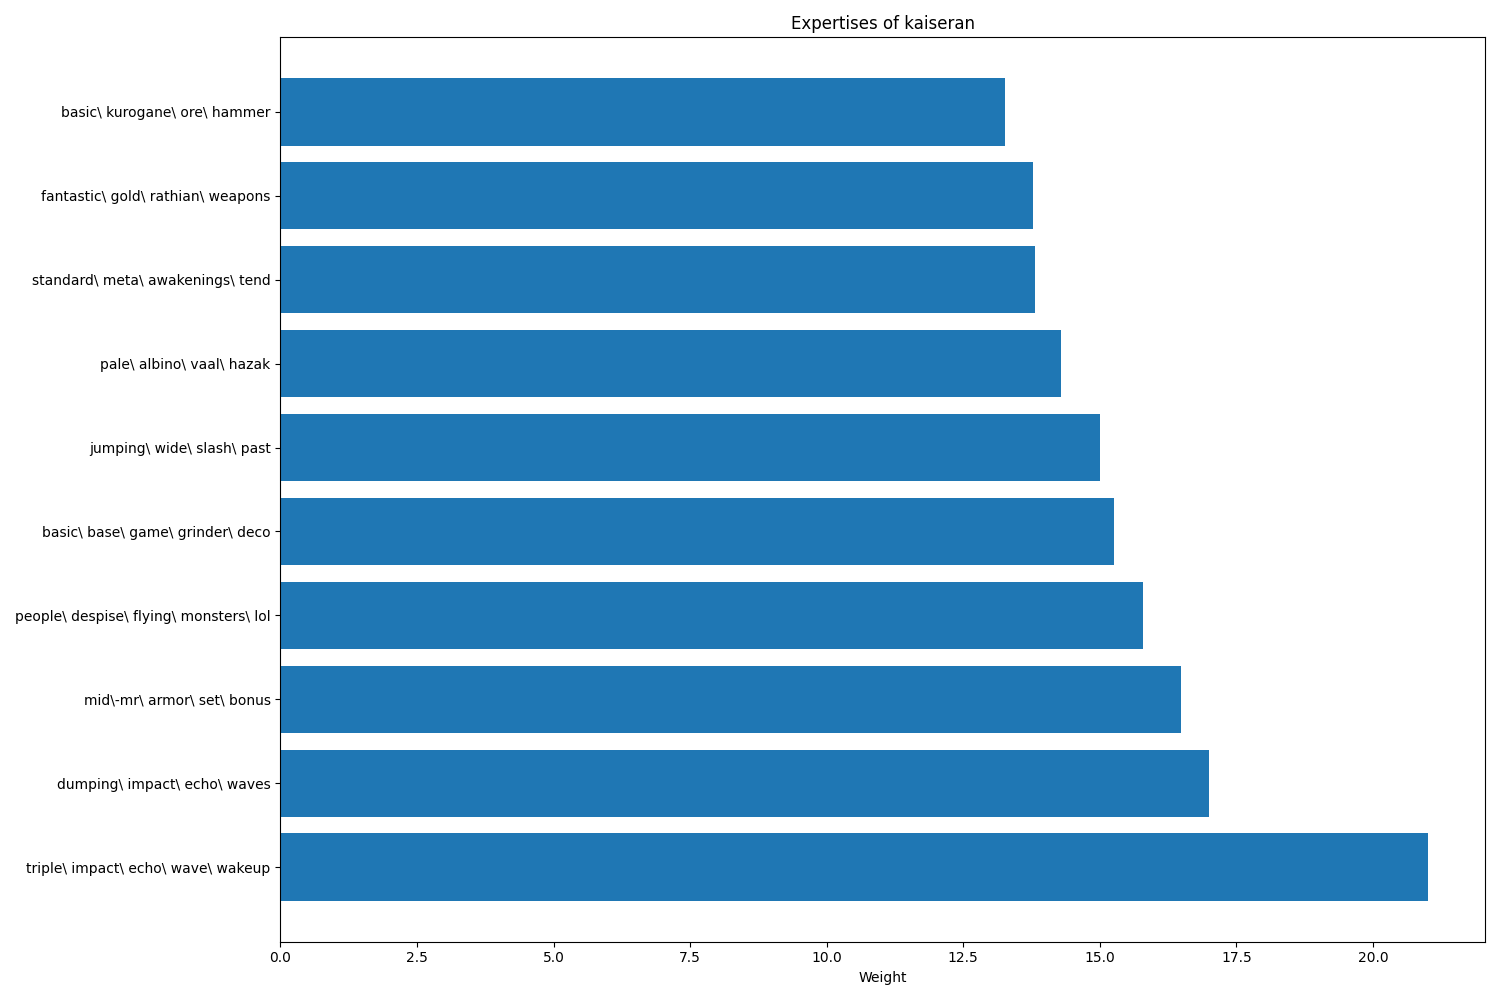 Expertises of kaiseran
basic\ kurogane\ ore\ hammer
fantastic\ gold\ rathian\ weapons
standard\ meta\ awakenings\ tend
pale\ albino\ vaal\ hazak
jumping\ wide\ slash\ past
basic\ base\ game\ grinder\ deco
people\ despise\ flying\ monsters\ lol
mid\-mr\ armor\ set\ bonus
dumping\ impact\ echo\ waves
triple\ impact\ echo\ wave\ wakeup
0.0 2.5 5.0 7.5 10.0 12.5 15.0 17.5 20.0
Weight